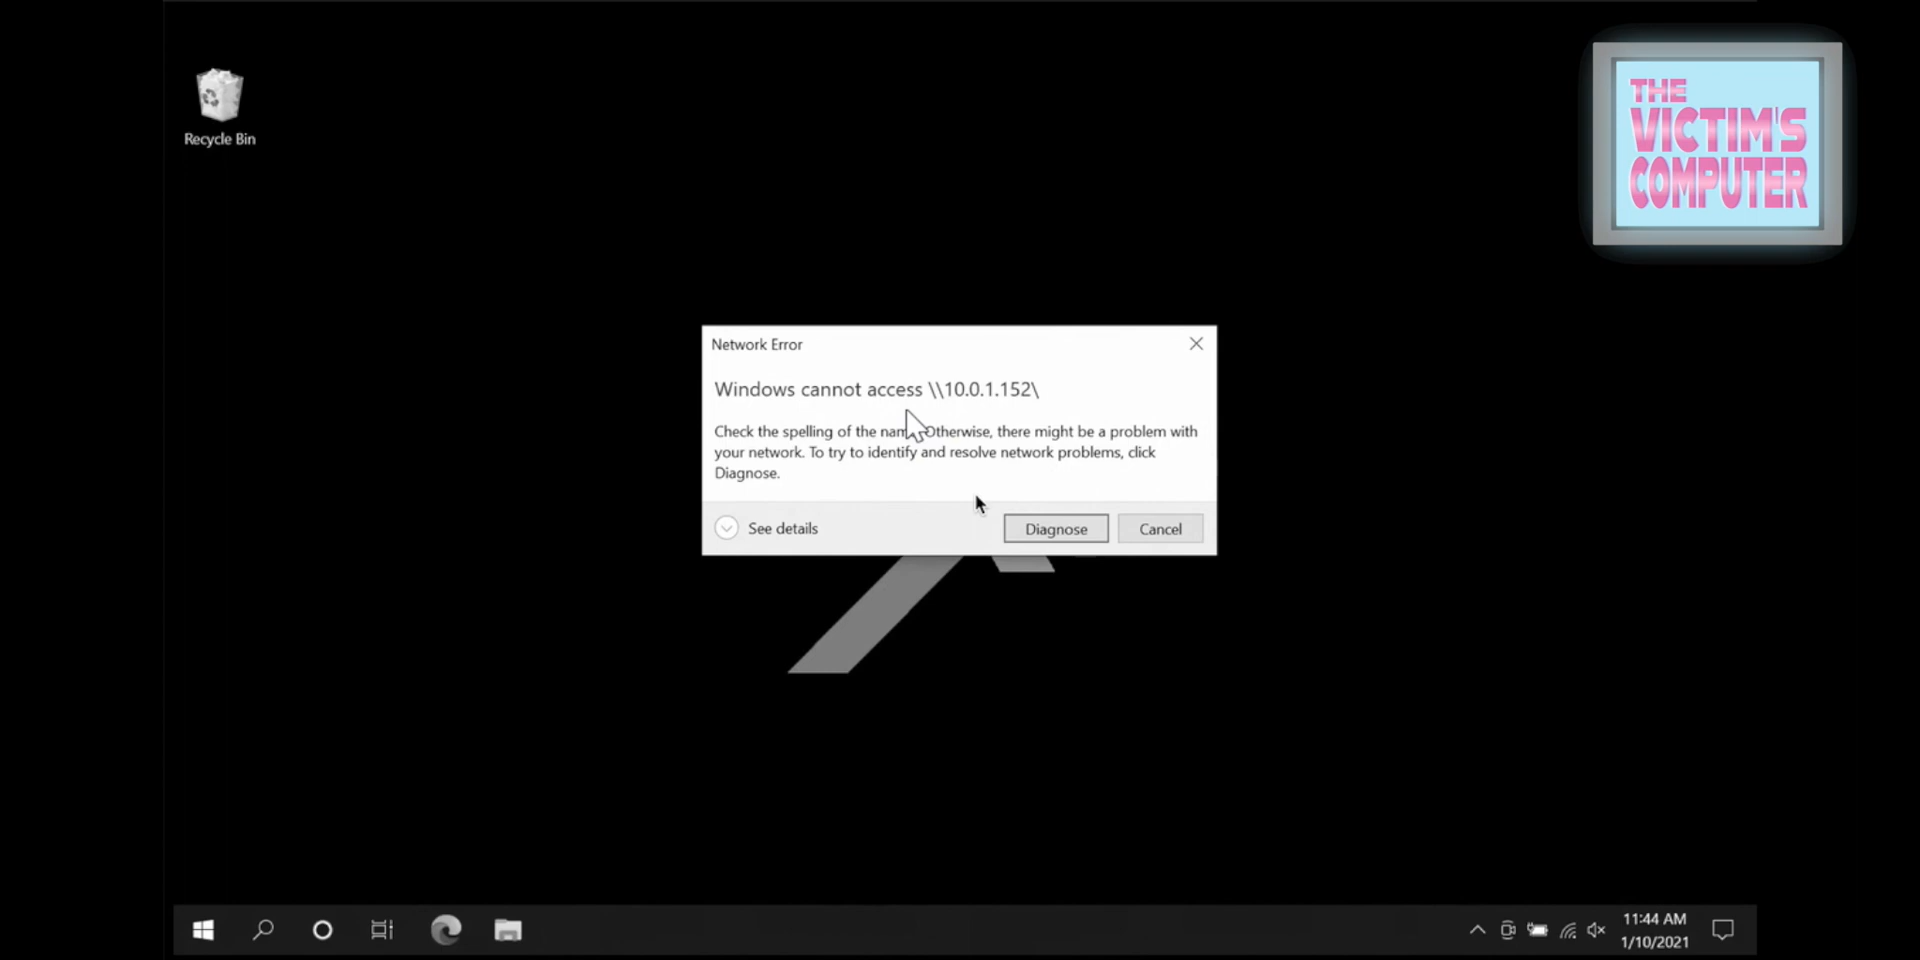 Recycle Bin
THE
VICTIM'S
COMPUTER
Network Error
Windows cannot access \\10.0.1.152\
Check the spelling of the nam Otherwise, there might be a problem with
your network. To try to identify and resolve network problems, click
Diagnose.
See details
Diagnose
Cancel
11:44 AM
1/10/2021